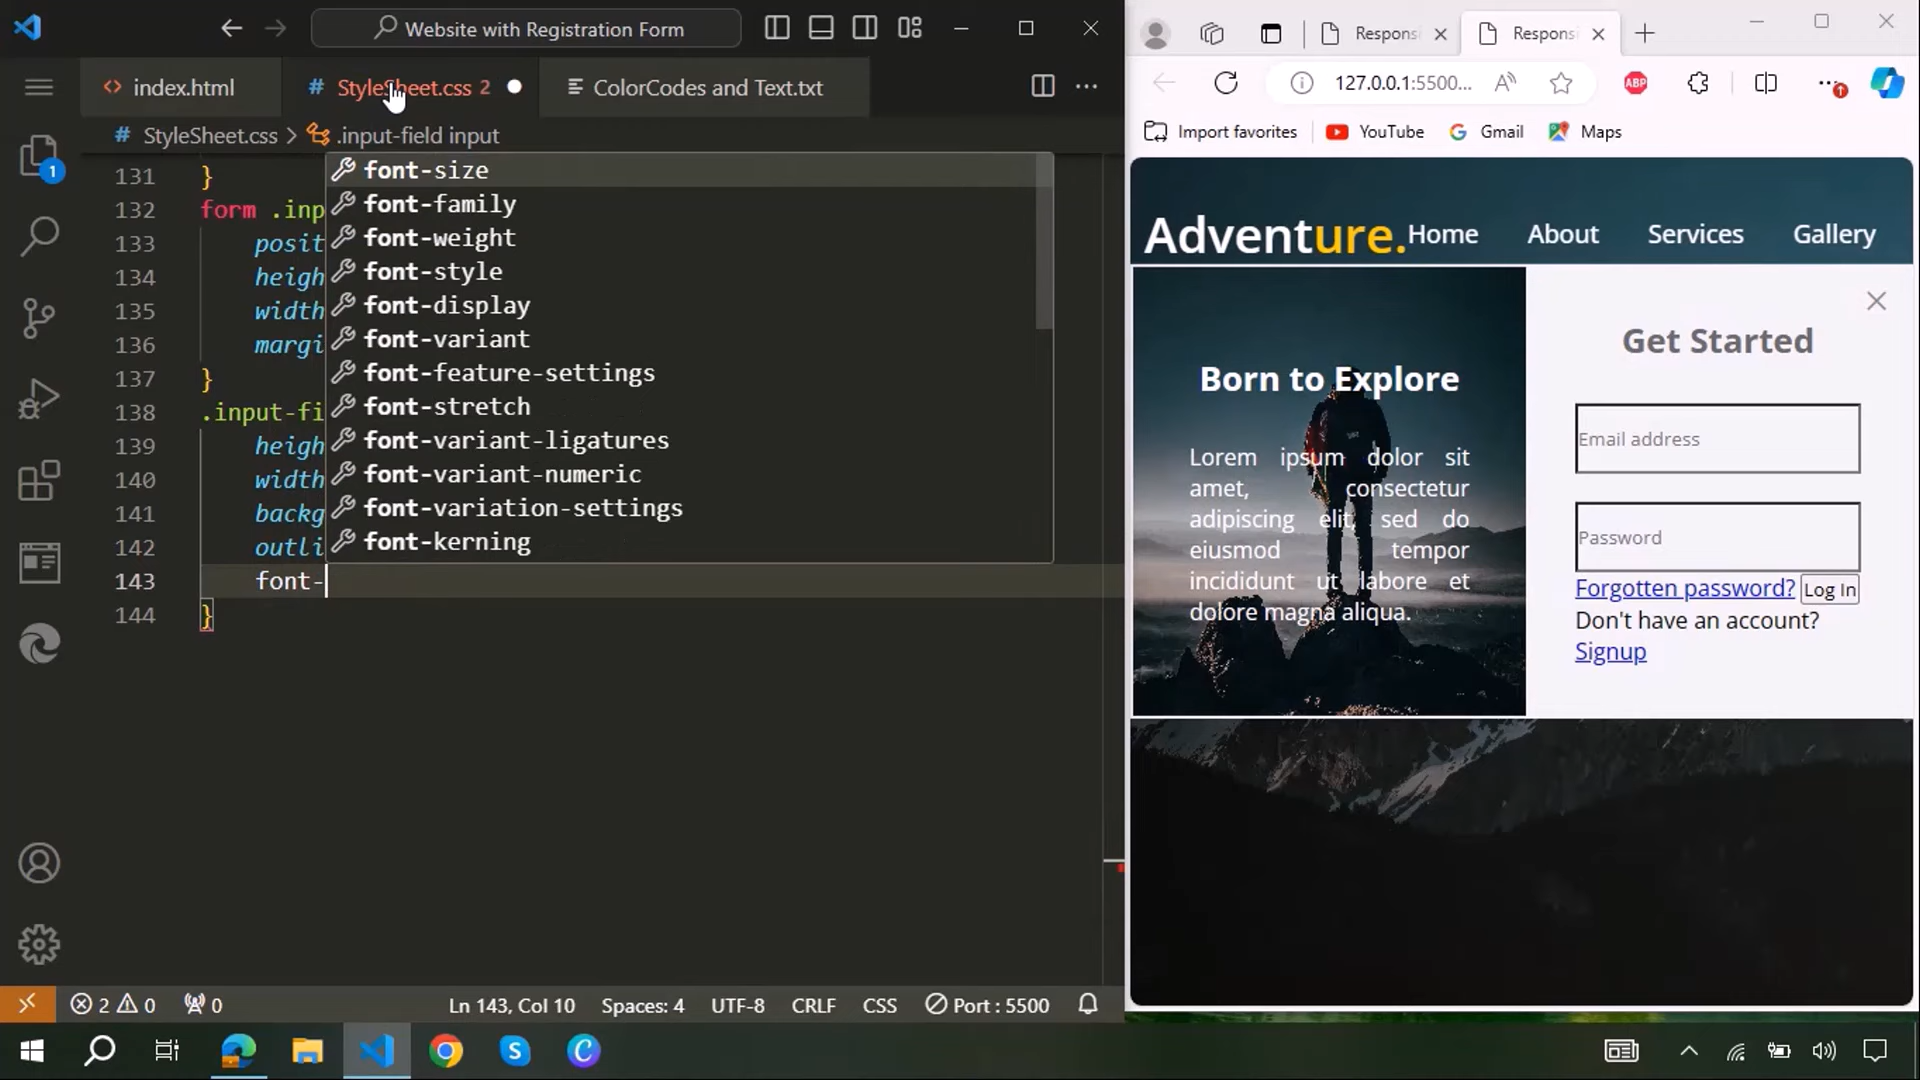 Website with Registration Form
index.html
StyleSheet.css 2
ColorCodes and Text.txt
StyleSheet.css > .input-field input
131 }
132 form .inp
133 posit
134 heigh
135 width
136 margi
137 }
138 .input-fi
139 heigh
140 width
141 backg
142 outli
143 font-
144 }
font-size
font-family
font-weight
font-style
font-display
font-variant
font-feature-settings
font-stretch
font-variant-ligatures
font-variant-numeric
font-variation-settings
font-kerning
1
2 0 0
Ln 143, Col 10
Spaces: 4
UTF-8
CRLF
CSS
Port : 5500
Responsi
Responsi
127.0.0.1:5500...
ABP
Import favorites
YouTube
Gmail
Maps
Adventure.
Home
About
Services
Gallery
Born to Explore
Lorem ipsum dolor sit
amet, consectetur
adipiscing elit, sed do
eiusmod tempor
incididunt ut labore et
dolore magna aliqua.
Get Started
Email address
Password
Forgotten password? Log In
Don't have an account?
Signup